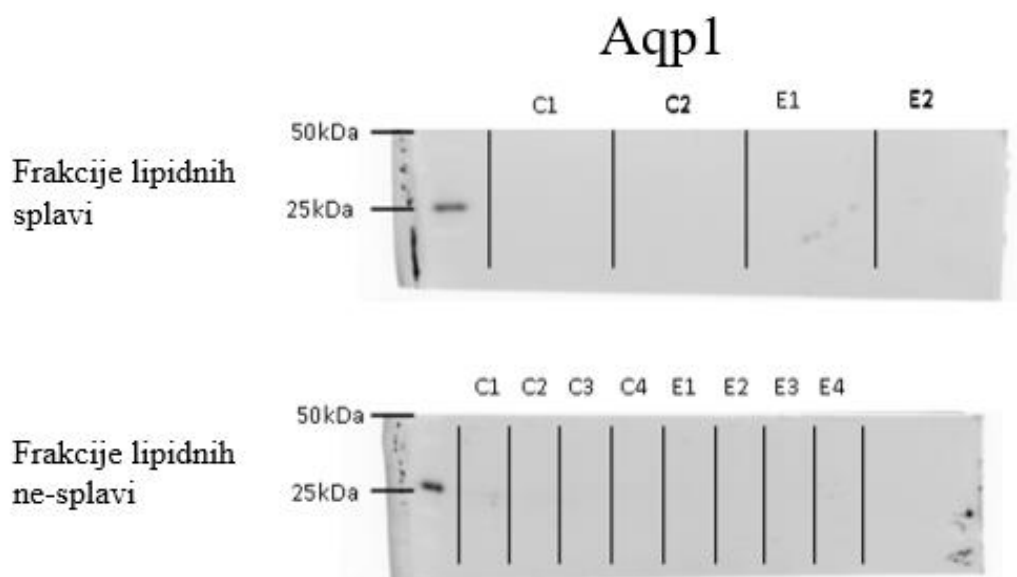 Aqp1
C1 C2 E1 E2
50kDa
Frakcije lipidnih
splavi
25kDa
C1 C2 C3 C4 E1 E2 E3 E4
50kDa
Frakcije lipidnih
ne-splavi
25kDa